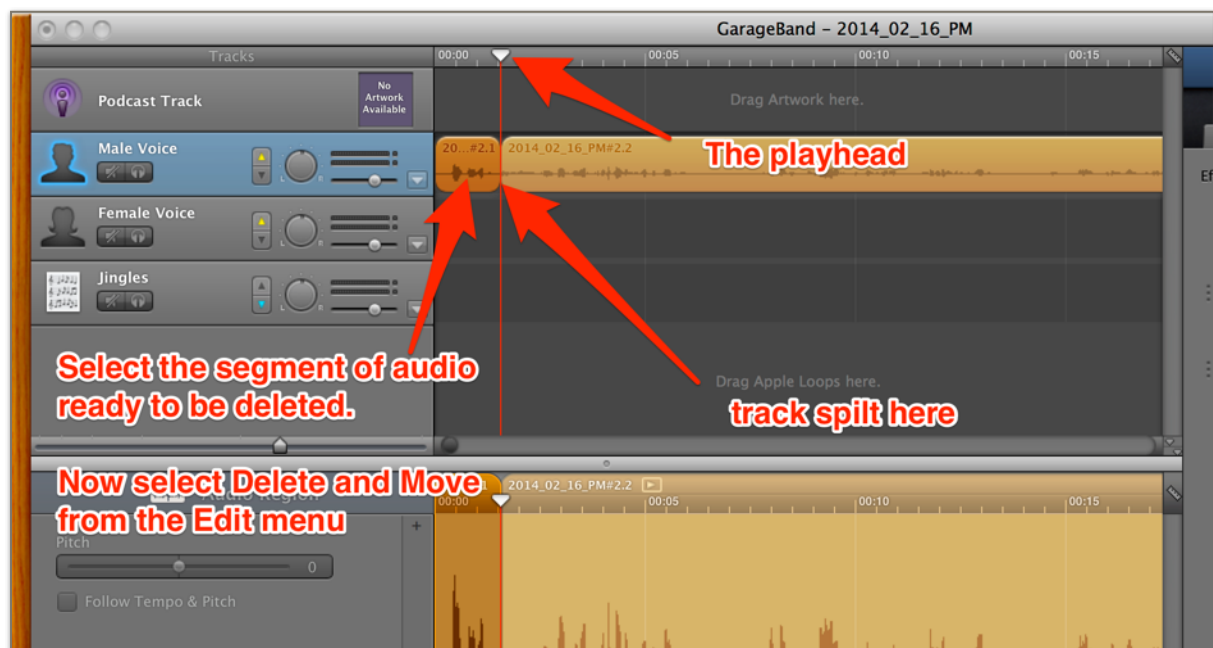 GarageBand – 2014_02_16_PM
Tracks
00:00
00:05
00:10
00:15
Podcast Track
No
Artwork
Available
Drag Artwork here.
Male Voice
20...#2.1
2014_02_16_PM#2.2
The playhead
L R
Ef
Female Voice
L R
Jingles
L R
Select the segment of audio
ready to be deleted.
Drag Apple Loops here.
track spilt here
Now select Delete and Move
from the Edit menu
Audio Region
2014_02_16_PM#2.2
00:00
00:05
00:10
00:15
Pitch
0
Follow Tempo & Pitch